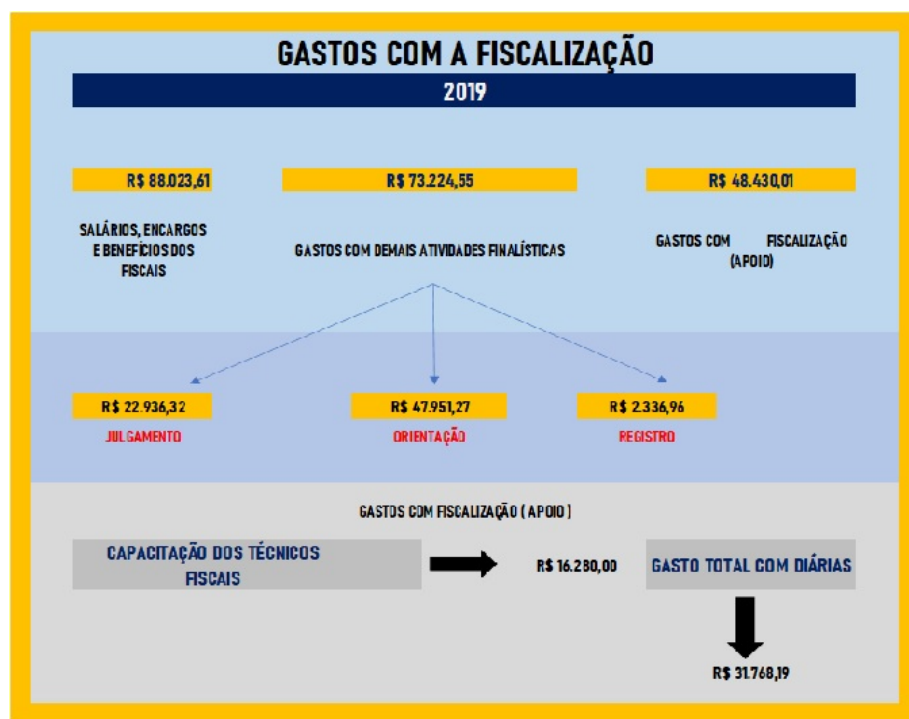 GASTOS COM A FISCALIZAÇÃO
2019
R$ 88.023,61
R$ 73.224,55
R$ 48.430,01
SALÁRIOS, ENCARGOS
E BENEFÍCIOS DOS
FISCAIS
GASTOS COM DEMAIS ATIVIDADES FINALÍSTICAS
GASTOS COM FISCALIZAÇÃO
(APOIO)
R$ 22.936,32
R$ 47.951,27
R$ 2.336,96
JULGAMENTO
ORIENTAÇÃO
REGISTRO
GASTOS COM FISCALIZAÇÃO ( APOIO )
CAPACITAÇÃO DOS TÉCNICOS
FISCAIS
R$ 16.280,00
GASTO TOTAL COM DIÁRIAS
R$ 31.768,19